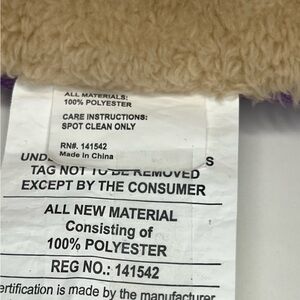 ALL MATERIALS:
100% POLYESTER
CARE INSTRUCTIONS:
SPOT CLEAN ONLY
RN#. 141542
Made In China
UND S
TAG NOT TO BE REMOVED
EXCEPT BY THE CONSUMER
ALL NEW MATERIAL
Consisting of
100% POLYESTER
REG NO.: 141542
ertification is made by the manufacturer